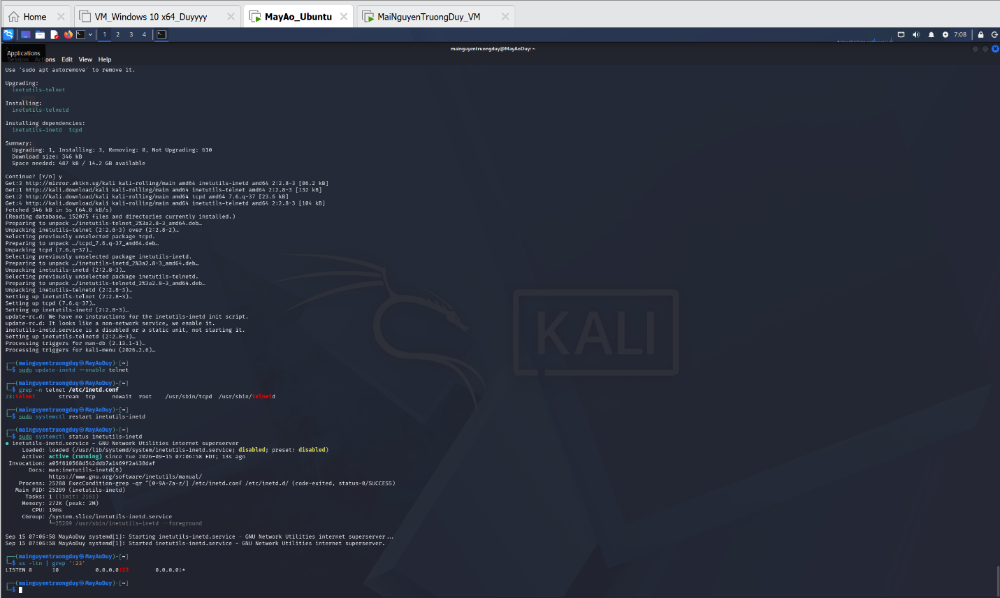 Home
VM_Windows 10 x64_Duyyyy
MayAo_Ubuntu
MaiNguyenTruongDuy_VM
1 2 3 4
7:08
Applications
mainguyentruongduy@MayAoDuy: ~
Session Actions Edit View Help
Use 'sudo apt autoremove' to remove it.
Upgrading:
inetutils-telnet
Installing:
inetutils-telnetd
Installing dependencies:
inetutils-inetd tcpd
Summary:
Upgrading: 1, Installing: 3, Removing: 0, Not Upgrading: 610
Download size: 346 kB
Space needed: 487 kB / 14.2 GB available
Continue? [Y/n] y
Get:3 http://mirror.aktkn.sg/kali kali-rolling/main amd64 inetutils-inetd amd64 2:2.8-3 [86.2 kB]
Get:1 http://kali.download/kali kali-rolling/main amd64 inetutils-telnet amd64 2:2.8-3 [132 kB]
Get:2 http://kali.download/kali kali-rolling/main amd64 tcpd amd64 7.6.q-37 [23.6 kB]
Get:4 http://kali.download/kali kali-rolling/main amd64 inetutils-telnetd amd64 2:2.8-3 [104 kB]
Fetched 346 kB in 5s (64.0 kB/s)
(Reading database… 152075 files and directories currently installed.)
Preparing to unpack …/inetutils-telnet_2%3a2.8-3_amd64.deb…
Unpacking inetutils-telnet (2:2.8-3) over (2:2.8-2)…
Selecting previously unselected package tcpd.
Preparing to unpack …/tcpd_7.6.q-37_amd64.deb…
Unpacking tcpd (7.6.q-37)…
Selecting previously unselected package inetutils-inetd.
Preparing to unpack …/inetutils-inetd_2%3a2.8-3_amd64.deb…
Unpacking inetutils-inetd (2:2.8-3)…
Selecting previously unselected package inetutils-telnetd.
Preparing to unpack …/inetutils-telnetd_2%3a2.8-3_amd64.deb…
Unpacking inetutils-telnetd (2:2.8-3)…
Setting up inetutils-telnet (2:2.8-3)…
Setting up tcpd (7.6.q-37)…
Setting up inetutils-inetd (2:2.8-3)…
update-rc.d: We have no instructions for the inetutils-inetd init script.
update-rc.d: It looks like a non-network service, we enable it.
inetutils-inetd.service is a disabled or a static unit, not starting it.
Setting up inetutils-telnetd (2:2.8-3)…
Processing triggers for man-db (2.13.1-1)…
Processing triggers for kali-menu (2026.2.6)…
┌──(mainguyentruongduy㉿MayAoDuy)-[~]
└─$ sudo update-inetd --enable telnet
┌──(mainguyentruongduy㉿MayAoDuy)-[~]
└─$ grep -n telnet /etc/inetd.conf
23:telnet stream tcp nowait root /usr/sbin/tcpd /usr/sbin/telnetd
┌──(mainguyentruongduy㉿MayAoDuy)-[~]
└─$ sudo systemctl restart inetutils-inetd
┌──(mainguyentruongduy㉿MayAoDuy)-[~]
└─$ sudo systemctl status inetutils-inetd
● inetutils-inetd.service - GNU Network Utilities internet superserver
Loaded: loaded (/usr/lib/systemd/system/inetutils-inetd.service; disabled; preset: disabled)
Active: active (running) since Tue 2026-09-15 07:06:58 EDT; 13s ago
Invocation: a05f810568d542ddb7a1469f2a438daf
Docs: man:inetutils-inetd(8)
https://www.gnu.org/software/inetutils/manual/
Process: 25288 ExecCondition=grep -qr ^[0-9A-Za-z/] /etc/inetd.conf /etc/inetd.d/ (code=exited, status=0/SUCCESS)
Main PID: 25289 (inetutils-inetd)
Tasks: 1 (limit: 2161)
Memory: 272K (peak: 2M)
CPU: 19ms
CGroup: /system.slice/inetutils-inetd.service
└─25289 /usr/sbin/inetutils-inetd --foreground
Sep 15 07:06:58 MayAoDuy systemd[1]: Starting inetutils-inetd.service - GNU Network Utilities internet superserver...
Sep 15 07:06:58 MayAoDuy systemd[1]: Started inetutils-inetd.service - GNU Network Utilities internet superserver.
┌──(mainguyentruongduy㉿MayAoDuy)-[~]
└─$ ss -ltn | grep ':23'
LISTEN 0 10 0.0.0.0:23 0.0.0.0:*
┌──(mainguyentruongduy㉿MayAoDuy)-[~]
└─$
KALI